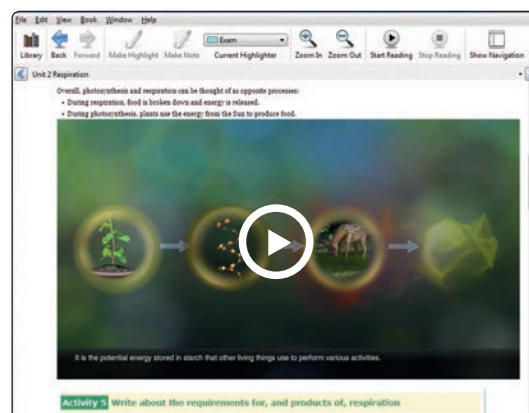 File Edit View Book Window Help
Exam
Library Back Forward Make Highlight Make Note Current Highlighter Zoom In Zoom Out Start Reading Stop Reading Show Navigation
Unit 2 Respiration
Overall, photosynthesis and respiration can be thought of as opposite processes:
• During respiration, food is broken down and energy is released.
• During photosynthesis, plants use the energy from the Sun to produce food.
It is the potential energy stored in starch that other living things use to perform various activities.
Activity 5 Write about the requirements for, and products of, respiration